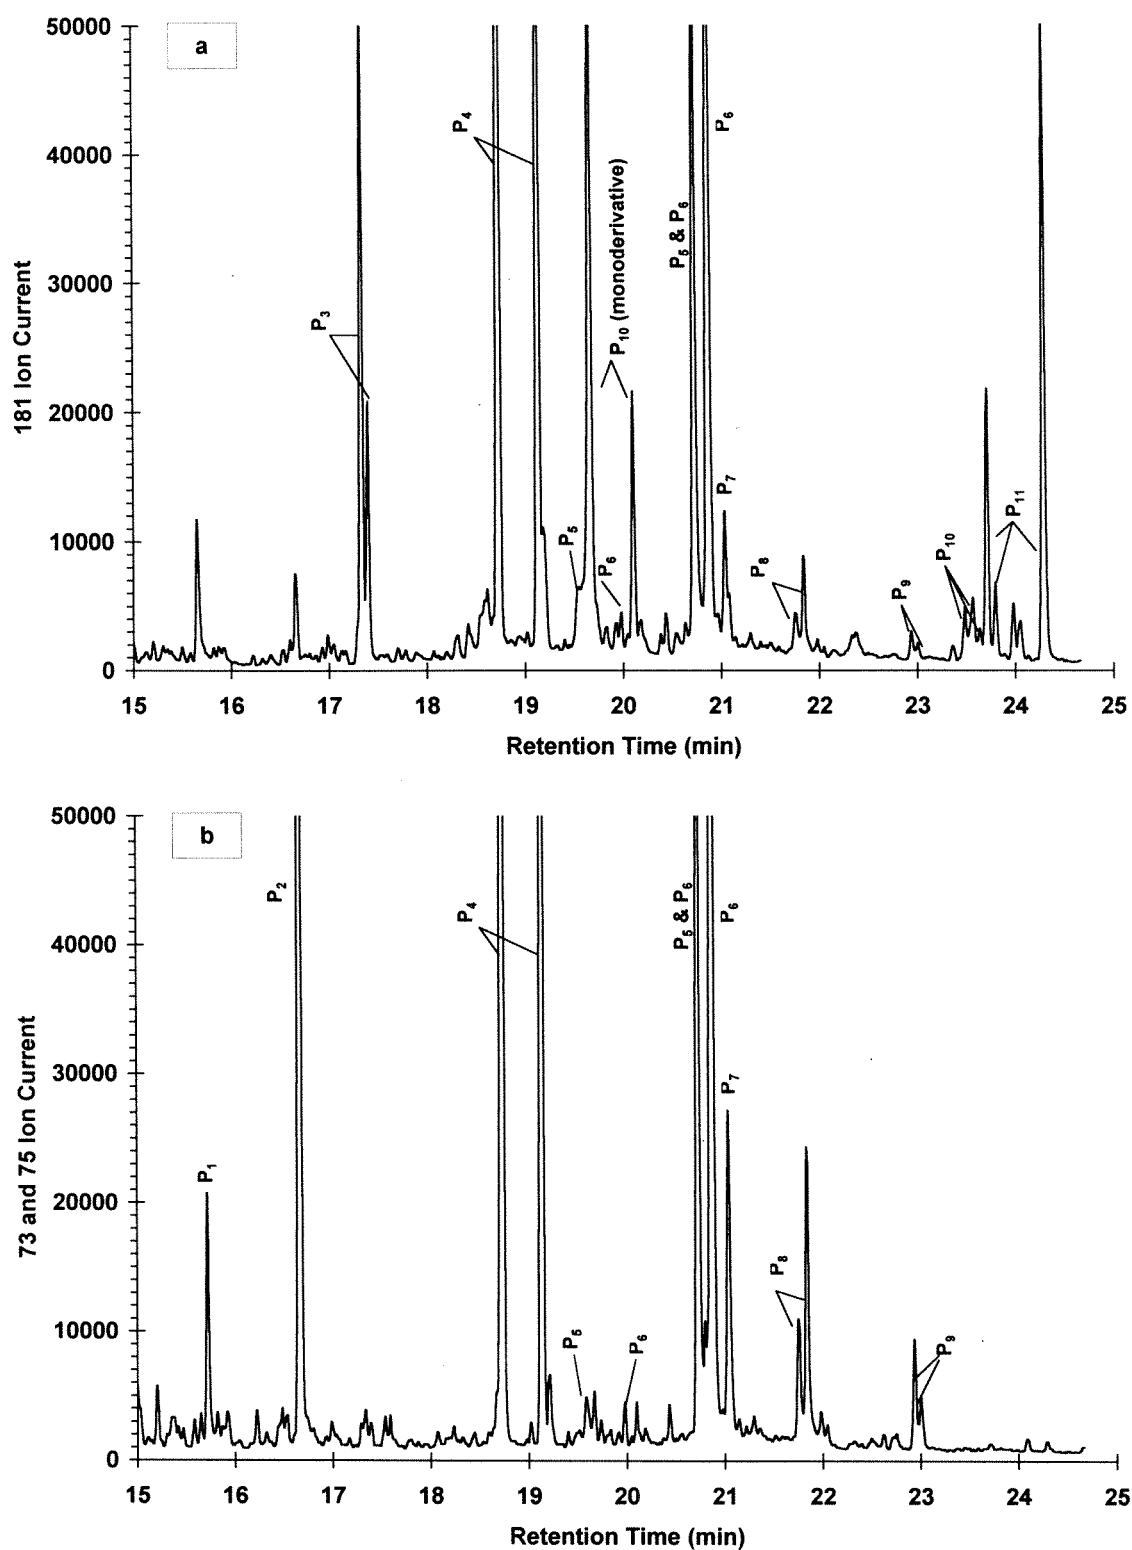 a
50000
40000
30000
20000
10000
0
181 Ion Current
P3
P4
P5
P6
P10 (monoderivative)
P5 & P6
P6
P7
P8
P9
P10
P11
15 16 17 18 19 20 21 22 23 24 25
Retention Time (min)
b
50000
40000
30000
20000
10000
0
73 and 75 Ion Current
P1
P2
P4
P5
P6
P5 & P6
P6
P7
P8
P9
15 16 17 18 19 20 21 22 23 24 25
Retention Time (min)